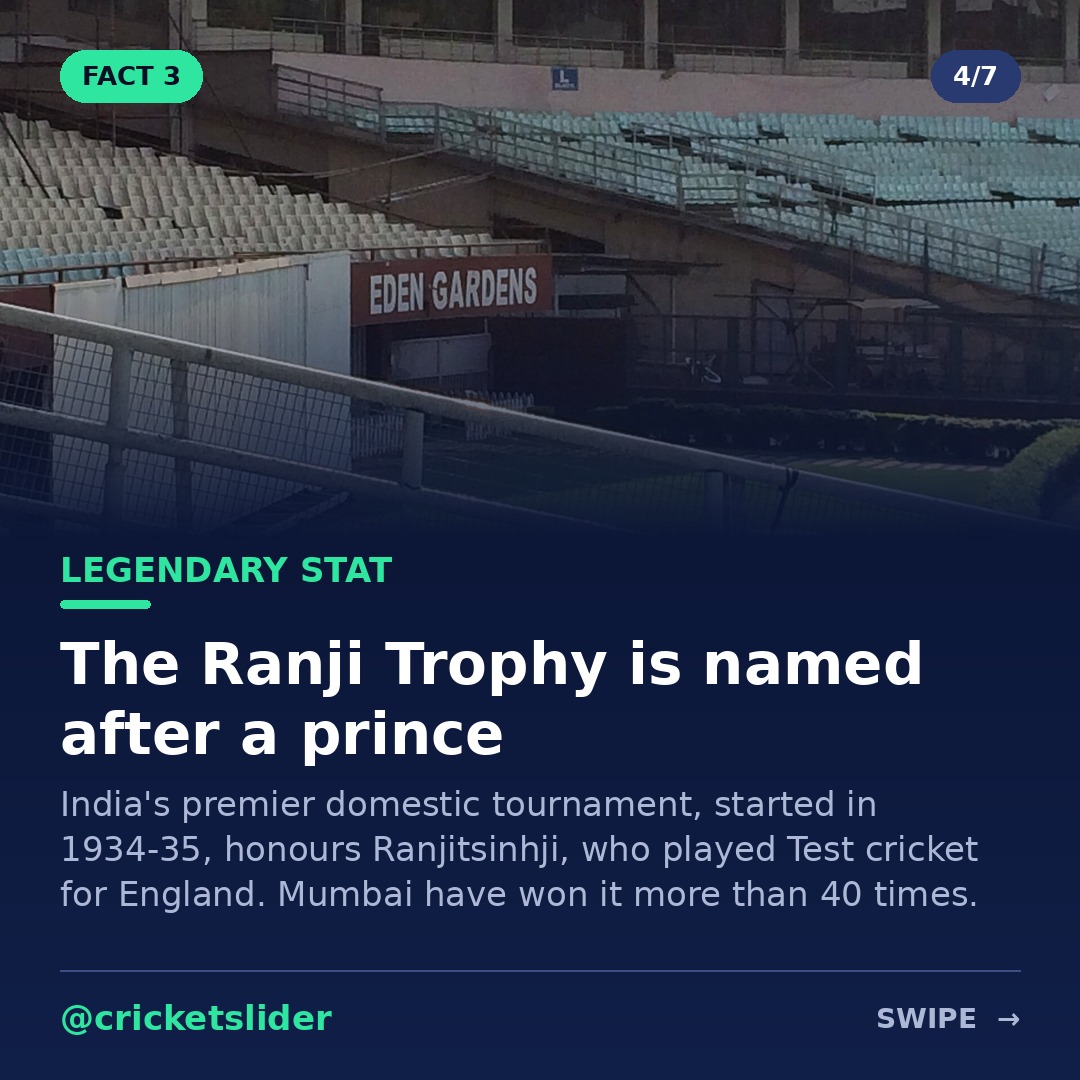 FACT 3
4/7
L
EDEN GARDENS
LEGENDARY STAT
The Ranji Trophy is named
after a prince
India's premier domestic tournament, started in
1934-35, honours Ranjitsinhji, who played Test cricket
for England. Mumbai have won it more than 40 times.
@cricketslider
SWIPE →